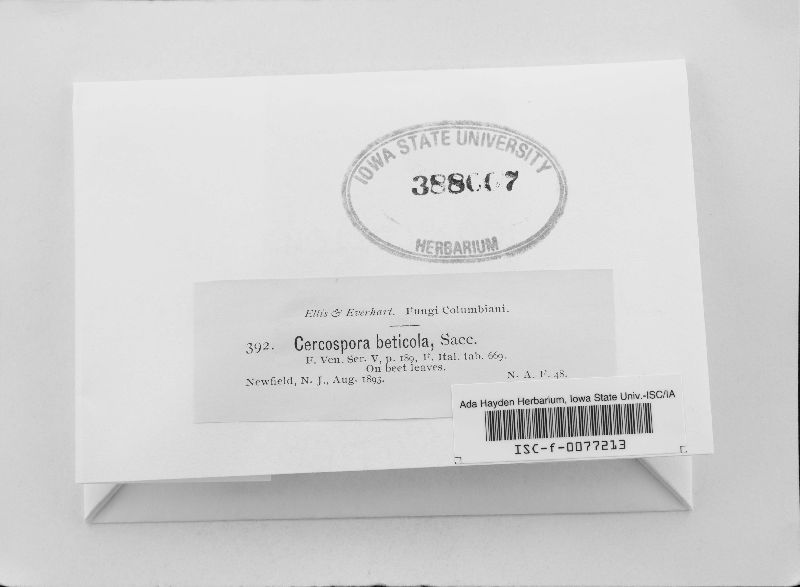 IOWA STATE UNIVERSITY
388007
HERBARIUM
Ellis & Everhart. Fungi Columbiani.
392. Cercospora beticola, Sacc.
F. Ven. Ser. V, p. 189, F. Ital. tab. 669.
On beet leaves.
Newfield, N. J., Aug. 1893. N. A. F. 48.
Ada Hayden Herbarium, Iowa State Univ.-ISC/IA
ISC-f-0077213